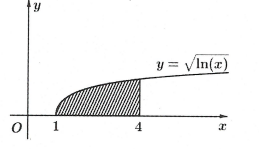 y
y = √ln(x)
O 1 4 x